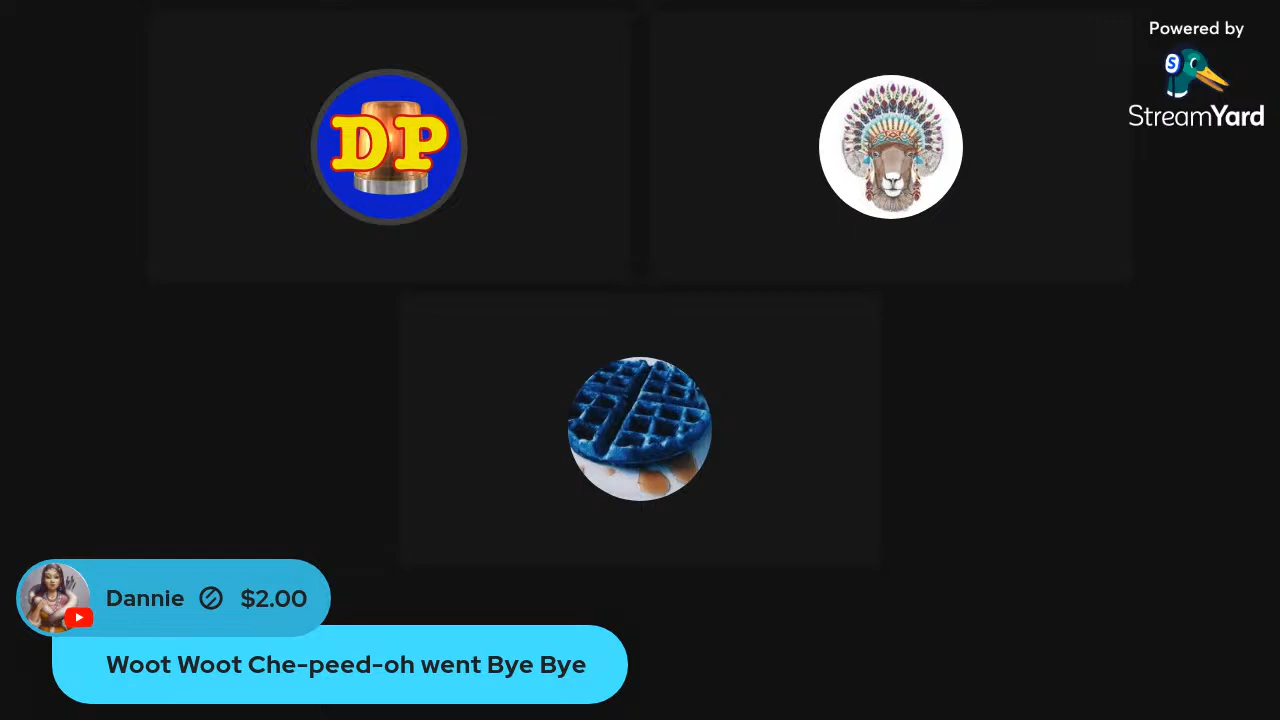 Powered by
StreamYard
DP
Dannie $2.00
Woot Woot Che-peed-oh went Bye Bye